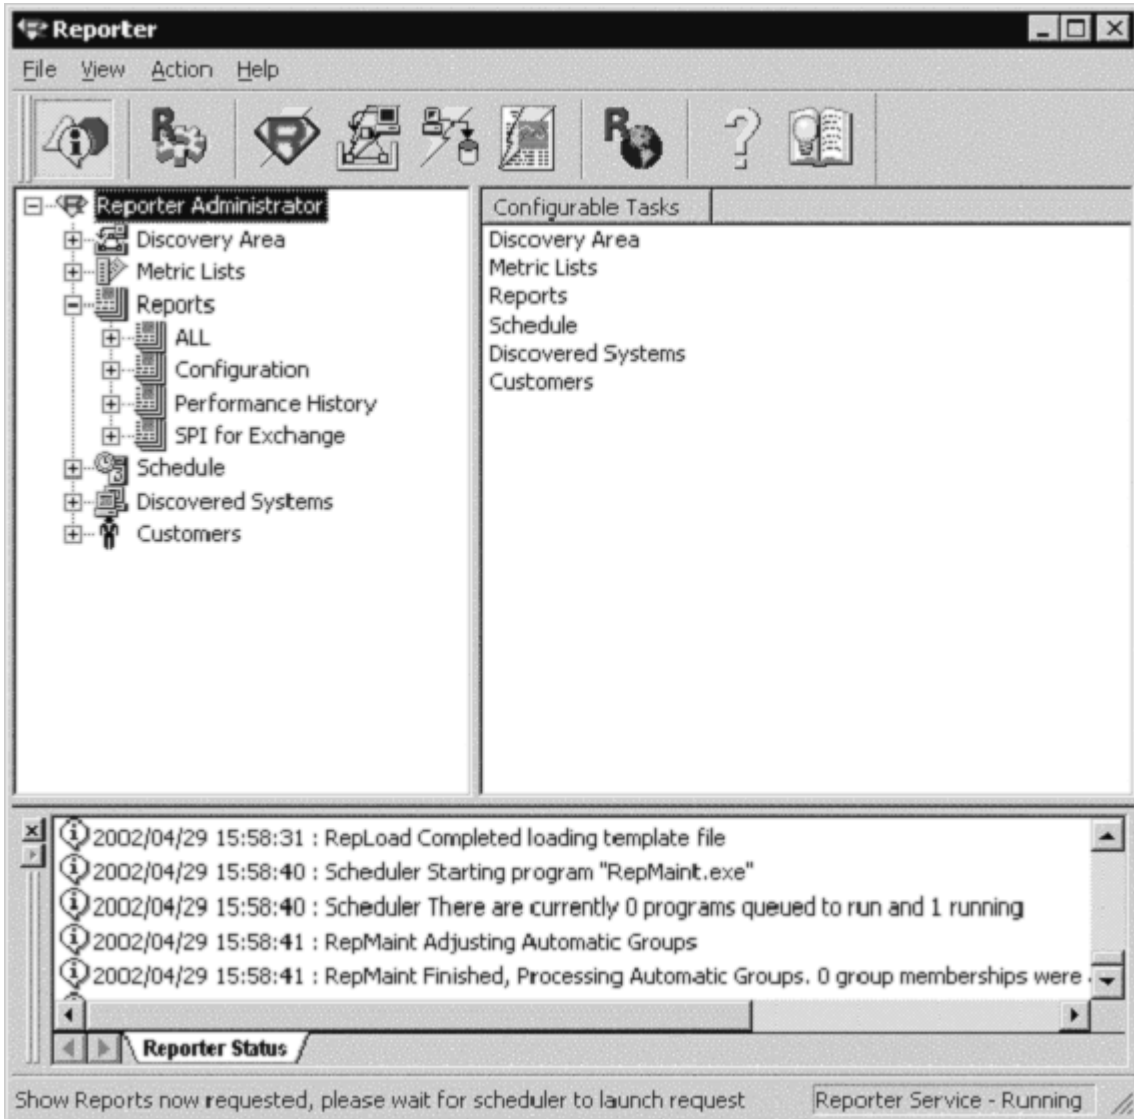 Reporter
File View Action Help
Reporter Administrator
Discovery Area
Metric Lists
Reports
ALL
Configuration
Performance History
SPI for Exchange
Schedule
Discovered Systems
Customers
Configurable Tasks
Discovery Area
Metric Lists
Reports
Schedule
Discovered Systems
Customers
2002/04/29 15:58:31 : RepLoad Completed loading template file
2002/04/29 15:58:40 : Scheduler Starting program "RepMaint.exe"
2002/04/29 15:58:40 : Scheduler There are currently 0 programs queued to run and 1 running
2002/04/29 15:58:41 : RepMaint Adjusting Automatic Groups
2002/04/29 15:58:41 : RepMaint Finished, Processing Automatic Groups. 0 group memberships were
Reporter Status
Show Reports now requested, please wait for scheduler to launch request
Reporter Service - Running